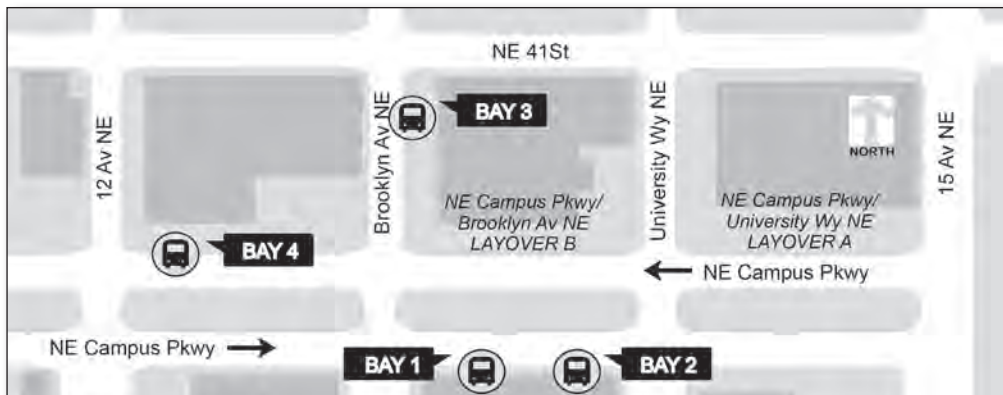 NE 41St
12 Av NE
Brooklyn Av NE
BAY 3
University Wy NE
NORTH
15 Av NE
NE Campus Pkwy/
Brooklyn Av NE
LAYOVER B
NE Campus Pkwy/
University Wy NE
LAYOVER A
BAY 4
NE Campus Pkwy
NE Campus Pkwy
BAY 1
BAY 2